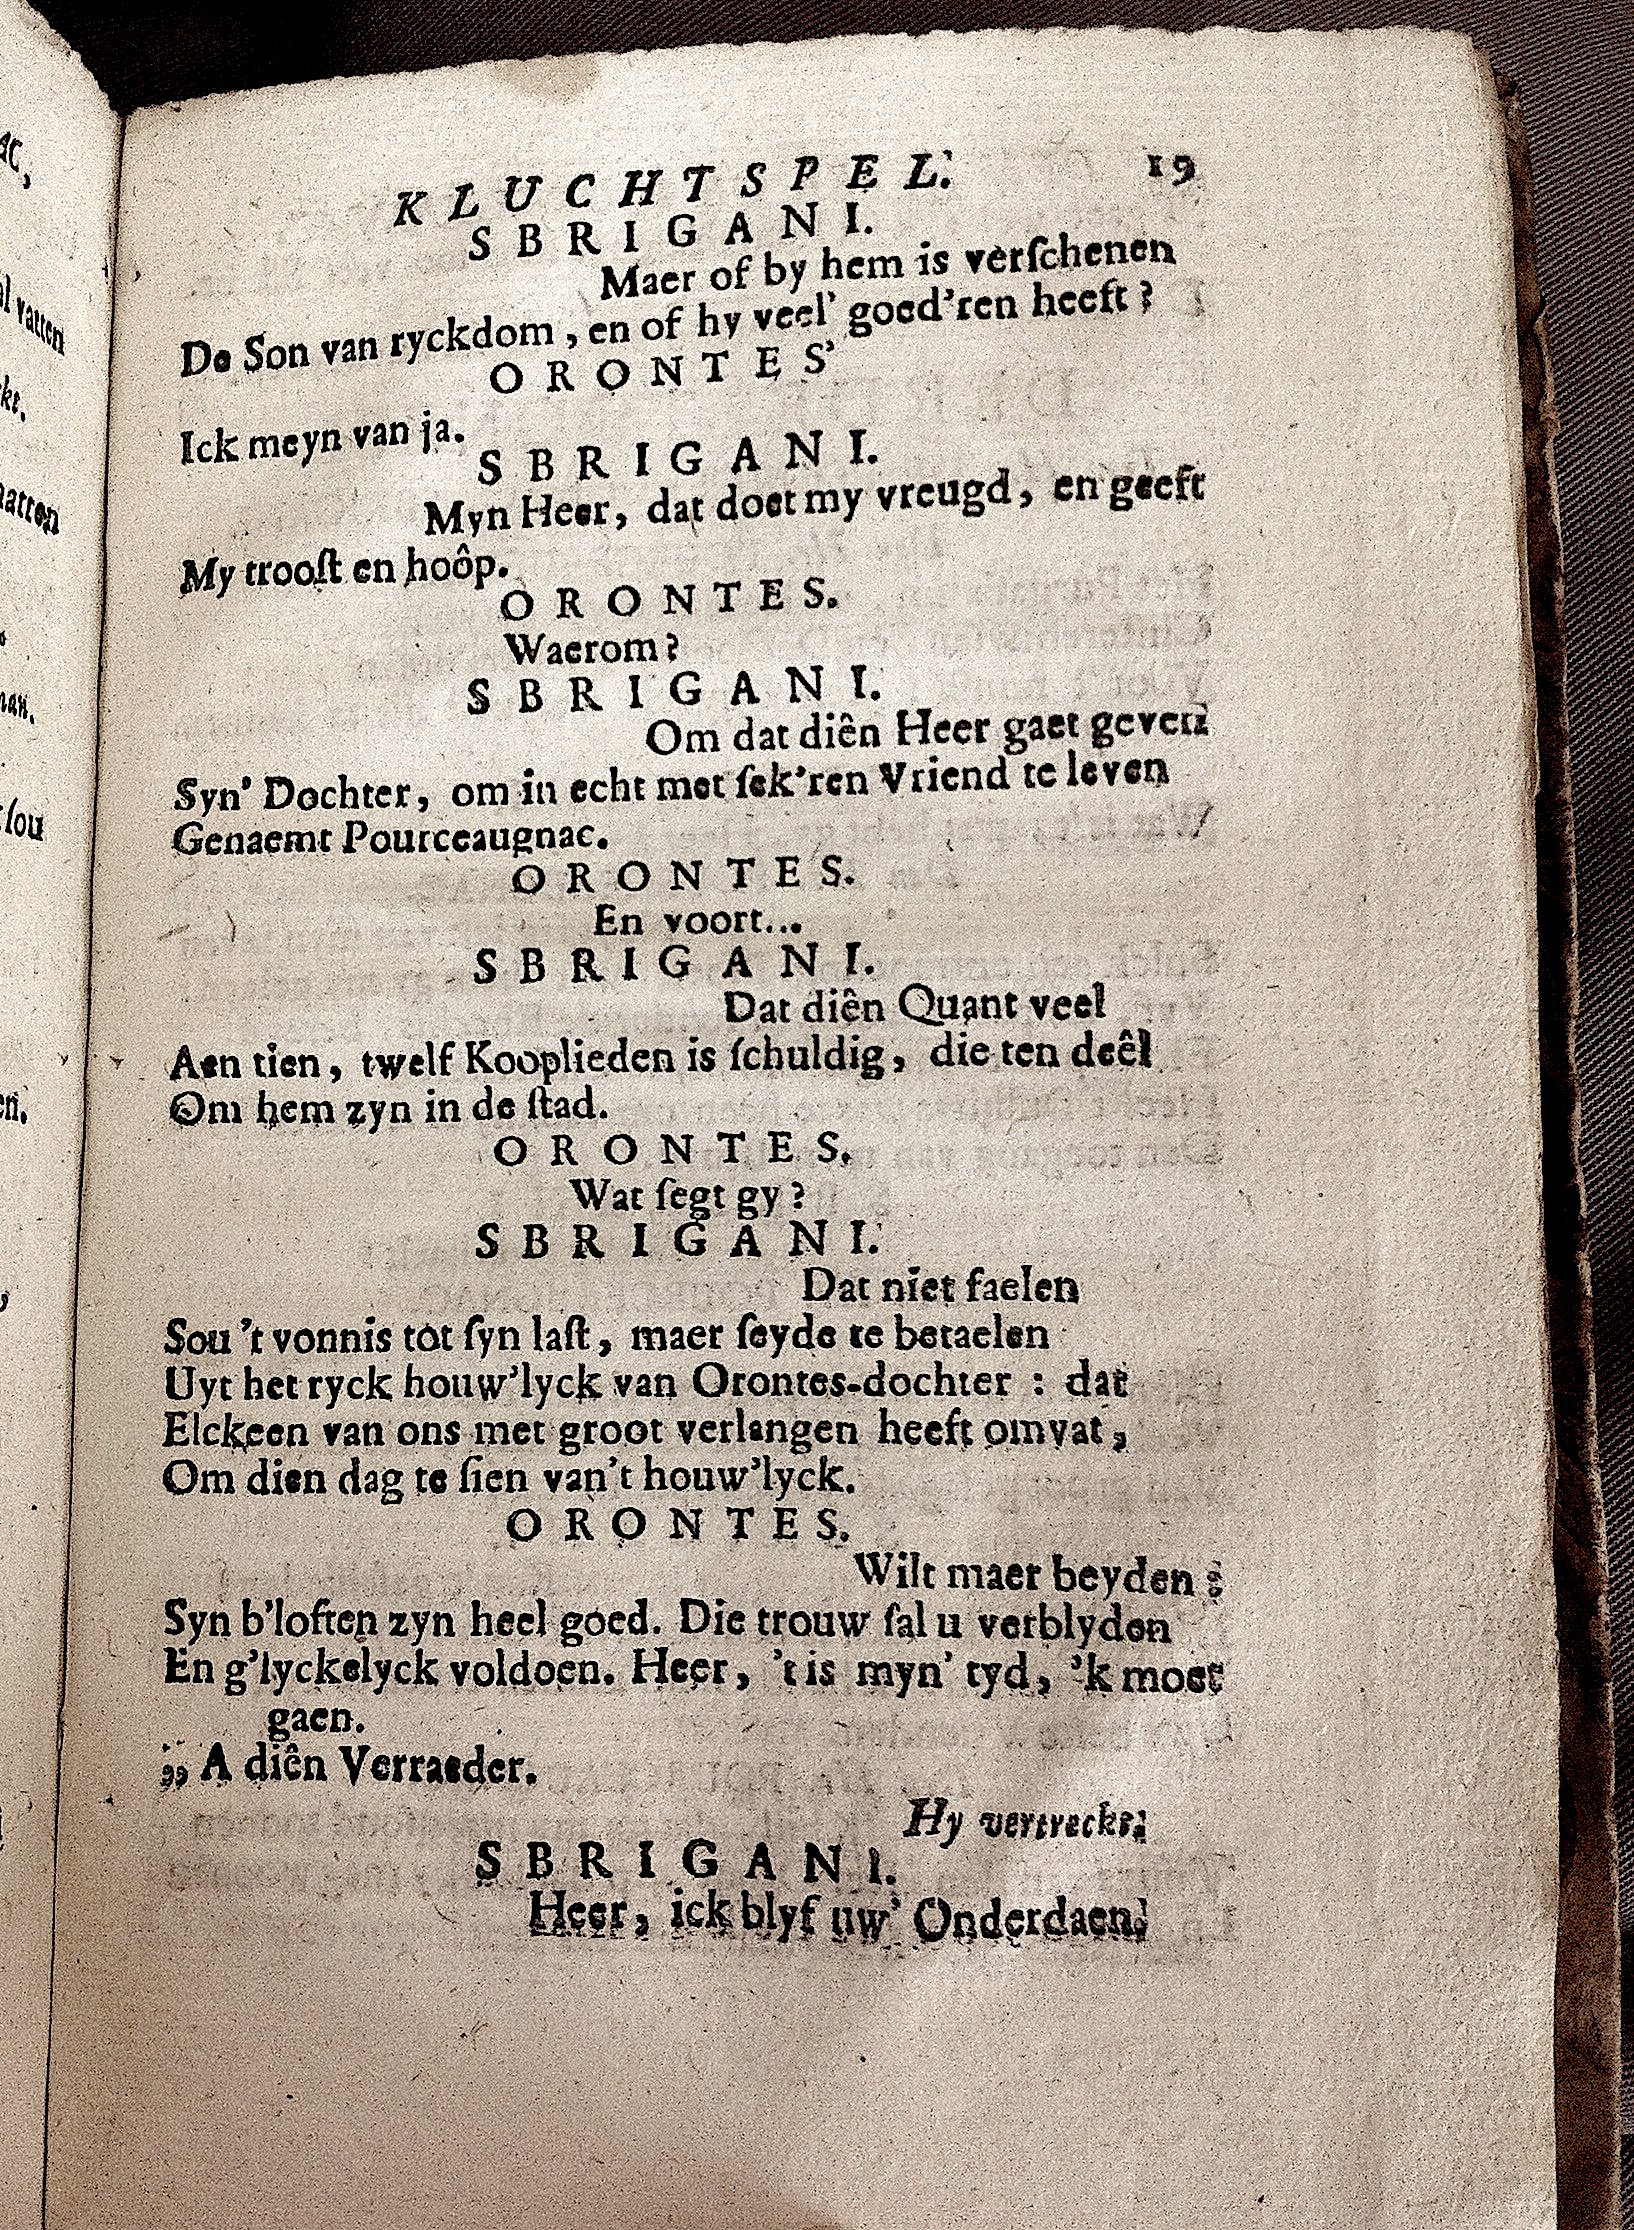 KLUCHTSPEL. 19
SBRIGANI.
Maer of by hem is verſchenen
De Son van ryckdom, en of hy veel' goed'ren heeft?
ORONTES
Ick meyn van ja.
SBRIGANI.
Myn Heer, dat doet my vreugd, en geeft
My trooſt en hoôp.
ORONTES.
Waerom?
SBRIGANI.
Om dat diên Heer gaet geven
Syn' Dochter, om in echt met ſek'ren Vriend te leven
Genaemt Pourceaugnac.
ORONTES.
En voort...
SBRIGANI.
Dat diên Quant veel
Aen tien, twelf Kooplieden is ſchuldig, die ten deêl
Om hem zyn in de ſtad.
ORONTES.
Wat ſegt gy?
SBRIGANI.
Dat niet faelen
Sou 't vonnis tot ſyn laſt, maer ſeyde te betaelen
Uyt het ryck houw'lyck van Orontes-dochter : dat
Elckeen van ons met groot verlangen heeft omvat,
Om dien dag te ſien van't houw'lyck.
ORONTES.
Wilt maer beyden :
Syn b'loften zyn heel goed. Die trouw ſal u verblyden
En g'lyckelyck voldoen. Heer, 't is myn' tyd, 'k moet
gaen.
,, A diên Verraeder.
Hy vertreckt.
SBRIGANI.
Heer, ick blyf uw' Onderdaen.
ac,
vatten
kt.
natten
man.
ſou
en.